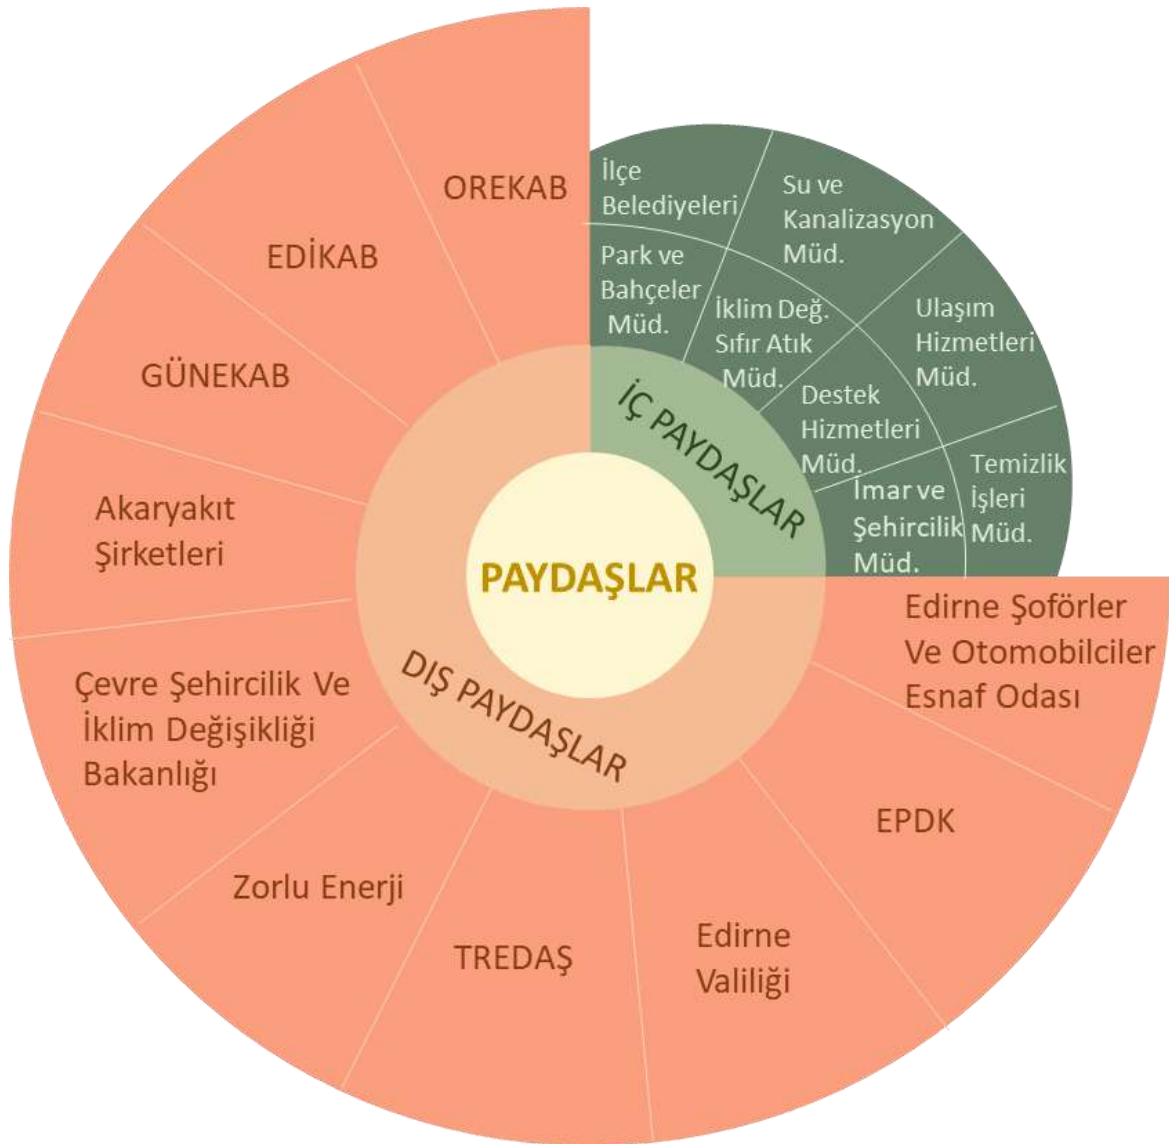 PAYDAŞLAR
İÇ PAYDAŞLAR
İlçe
Belediyeleri
Su ve
Kanalizasyon
Müd.
Ulaşım
Hizmetleri
Müd.
Temizlik
İşleri
Müd.
Park ve
Bahçeler
Müd.
İklim Değ.
Sıfır Atık
Müd.
Destek
Hizmetleri
Müd.
İmar ve
Şehircilik
Müd.
DIŞ PAYDAŞLAR
Edirne Şoförler
Ve Otomobilciler
Esnaf Odası
EPDK
Edirne
Valiliği
TREDAŞ
Zorlu Enerji
Çevre Şehircilik Ve
İklim Değişikliği
Bakanlığı
Akaryakıt
Şirketleri
GÜNEKAB
EDİKAB
OREKAB